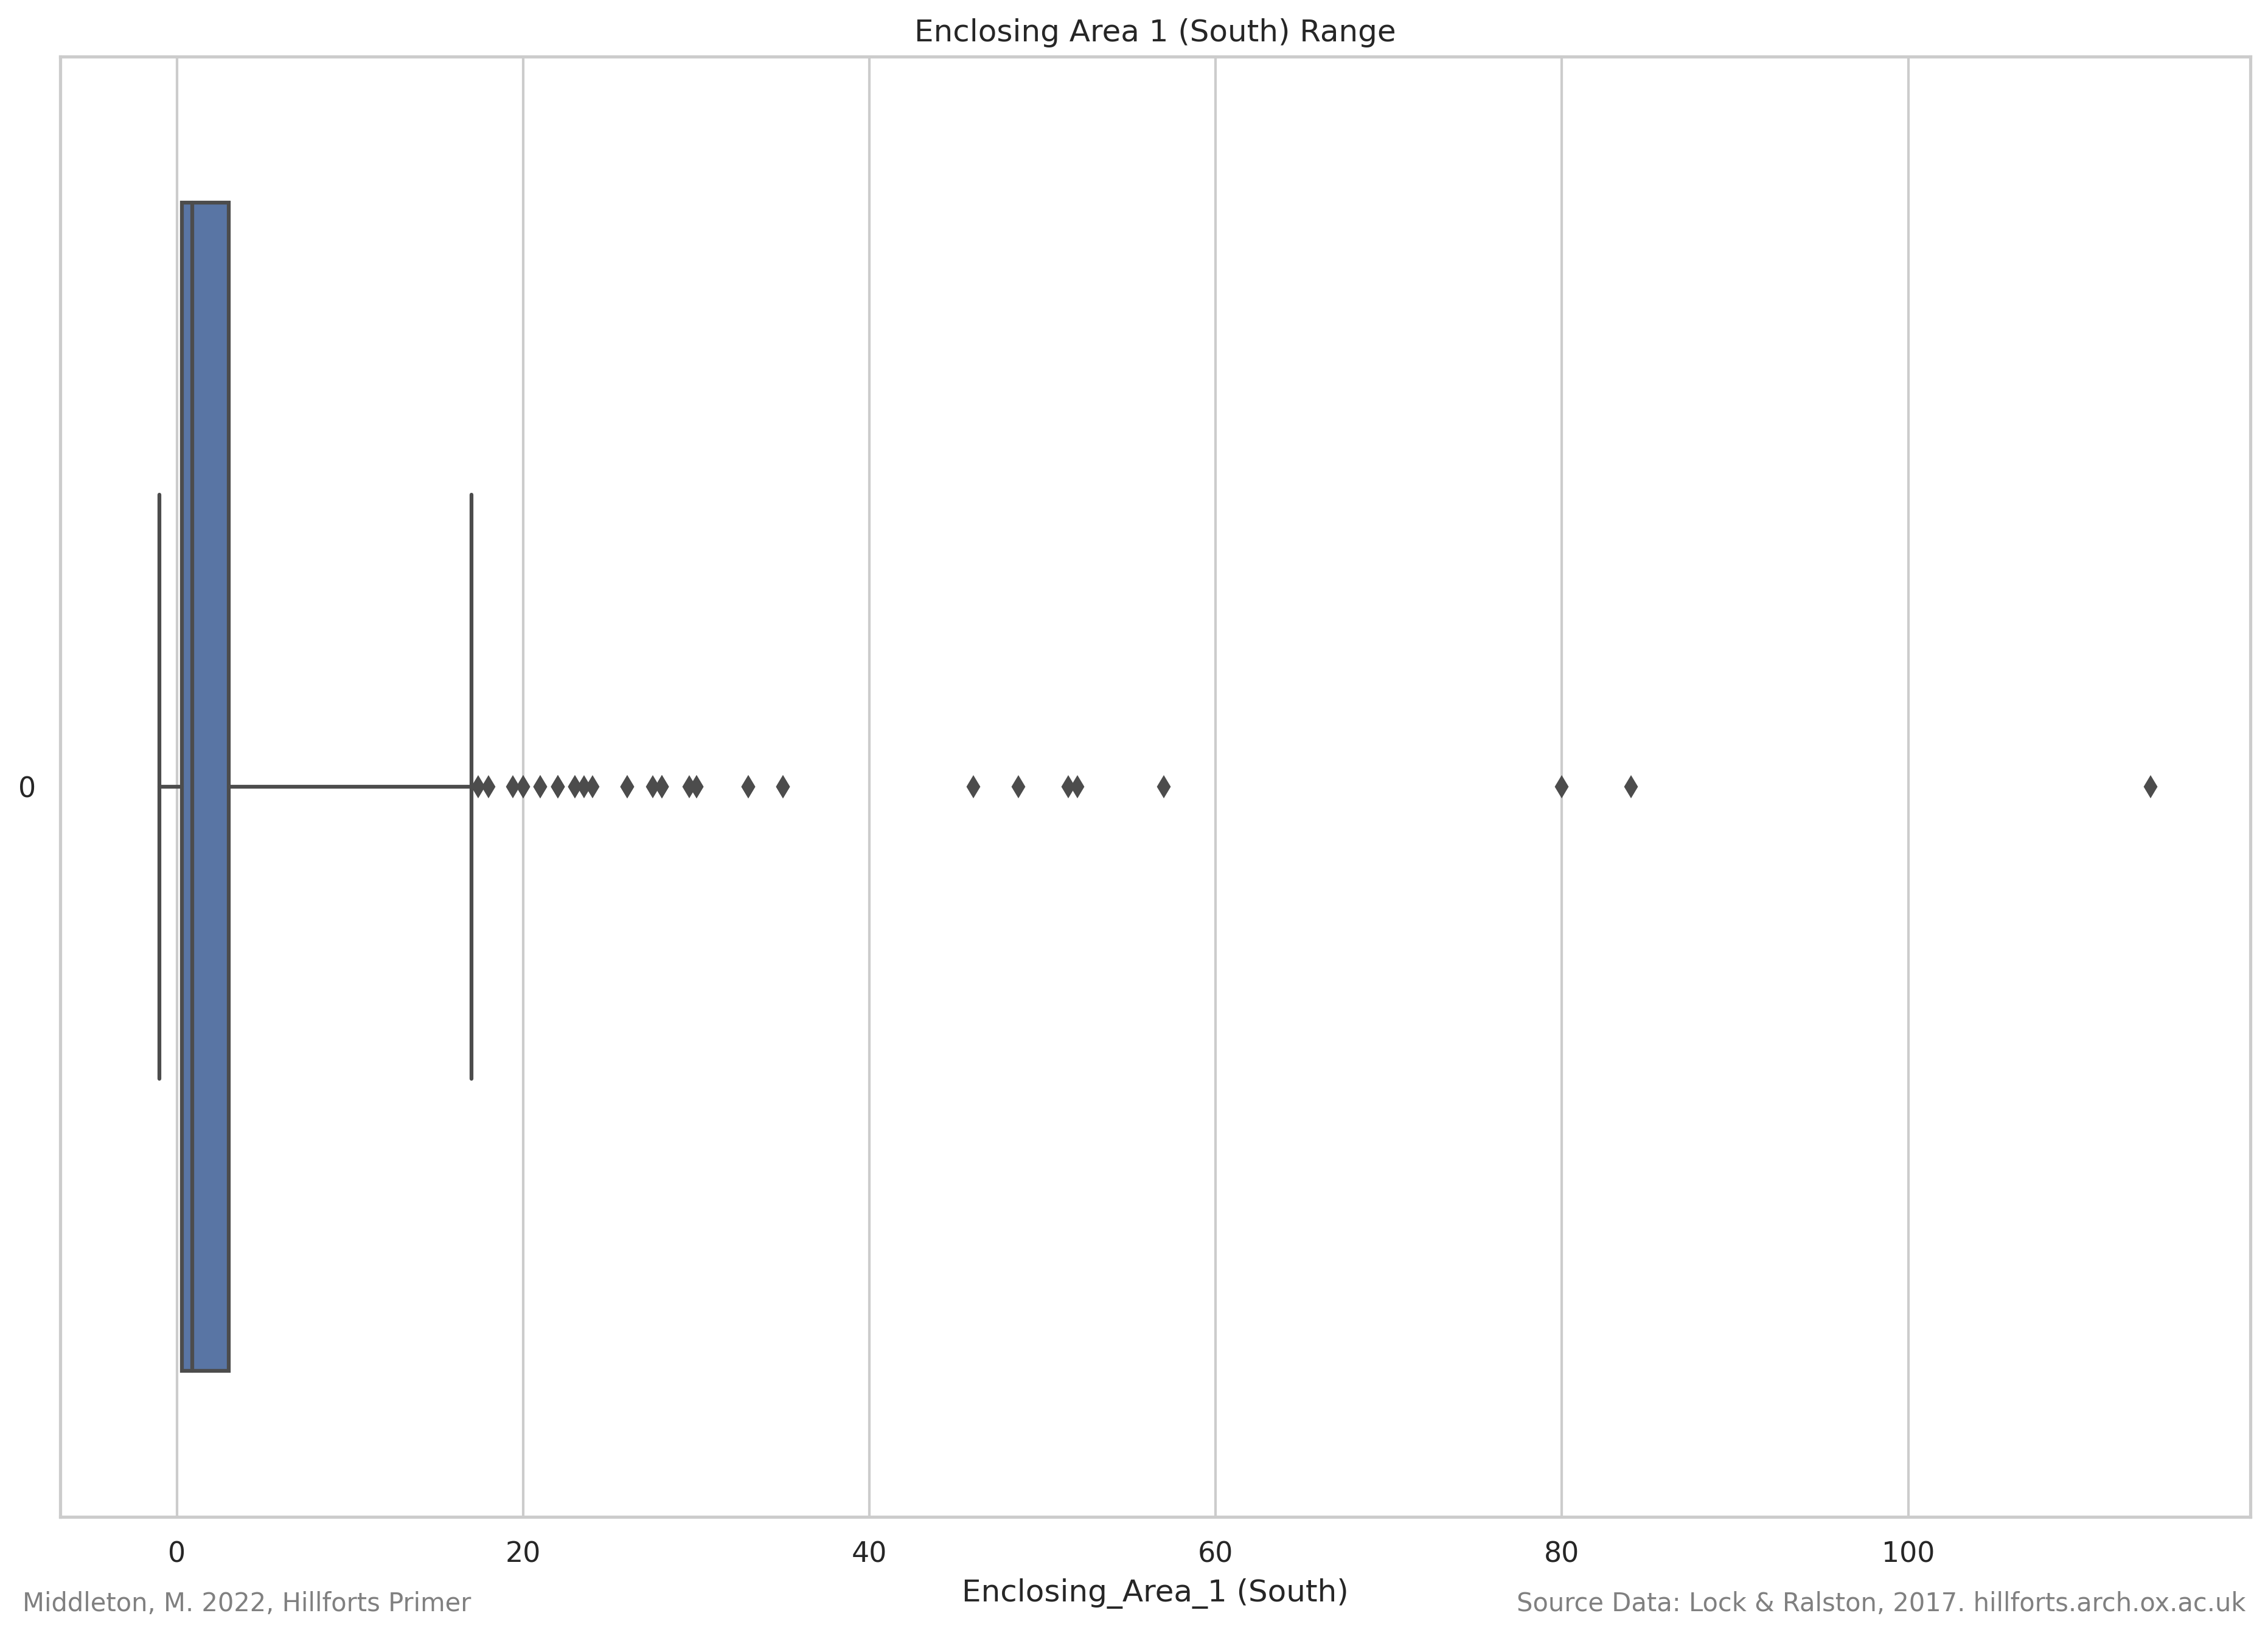 Enclosing Area 1 (South) Range
0
0 20 40 60 80 100
Enclosing_Area_1 (South)
Middleton, M. 2022, Hillforts Primer
Source Data: Lock & Ralston, 2017. hillforts.arch.ox.ac.uk